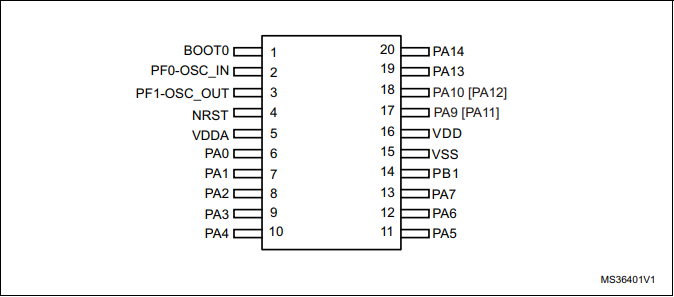 BOOT0 1 20 PA14
PF0-OSC_IN 2 19 PA13
PF1-OSC_OUT 3 18 PA10 [PA12]
NRST 4 17 PA9 [PA11]
VDDA 5 16 VDD
PA0 6 15 VSS
PA1 7 14 PB1
PA2 8 13 PA7
PA3 9 12 PA6
PA4 10 11 PA5
MS36401V1